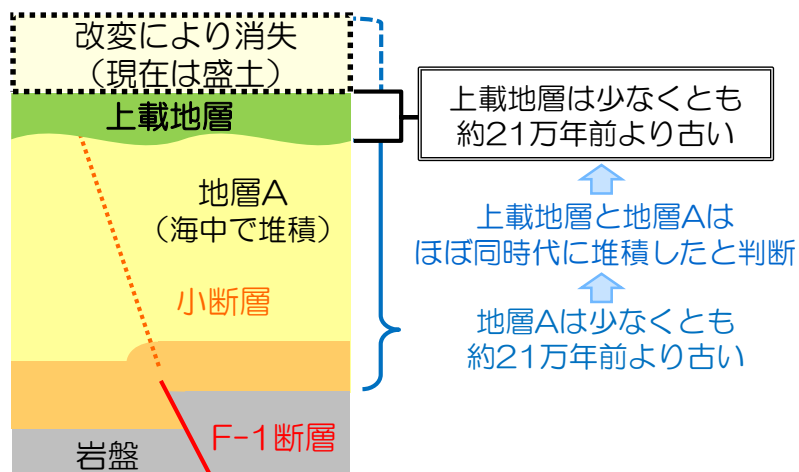 改変により消失
（現在は盛土）
上載地層
地層A
（海中で堆積）
小断層
F-1断層
岩盤
上載地層は少なくとも
約21万年前より古い
上載地層と地層Aは
ほぼ同時代に堆積したと判断
地層Aは少なくとも
約21万年前より古い